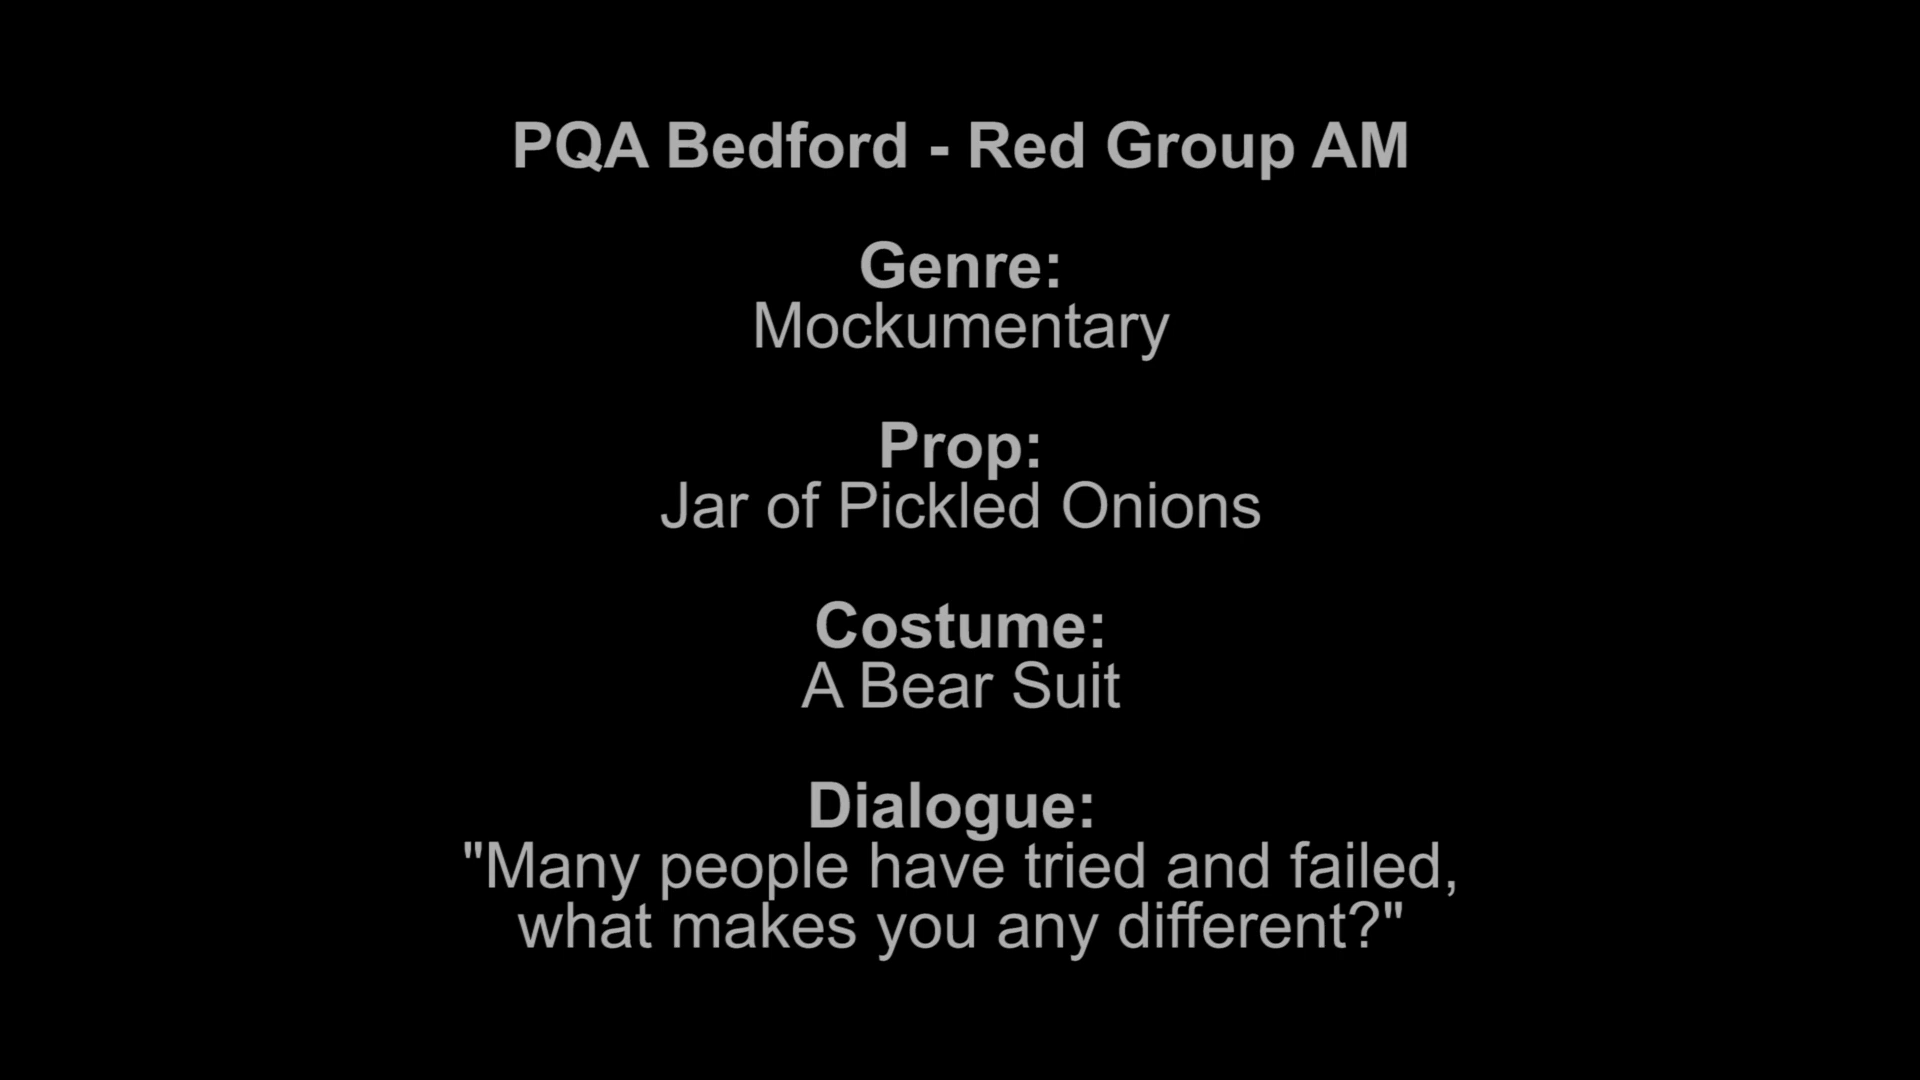 PQA Bedford - Red Group AM
Genre:
Mockumentary
Prop:
Jar of Pickled Onions
Costume:
A Bear Suit
Dialogue:
"Many people have tried and failed,
what makes you any different?"